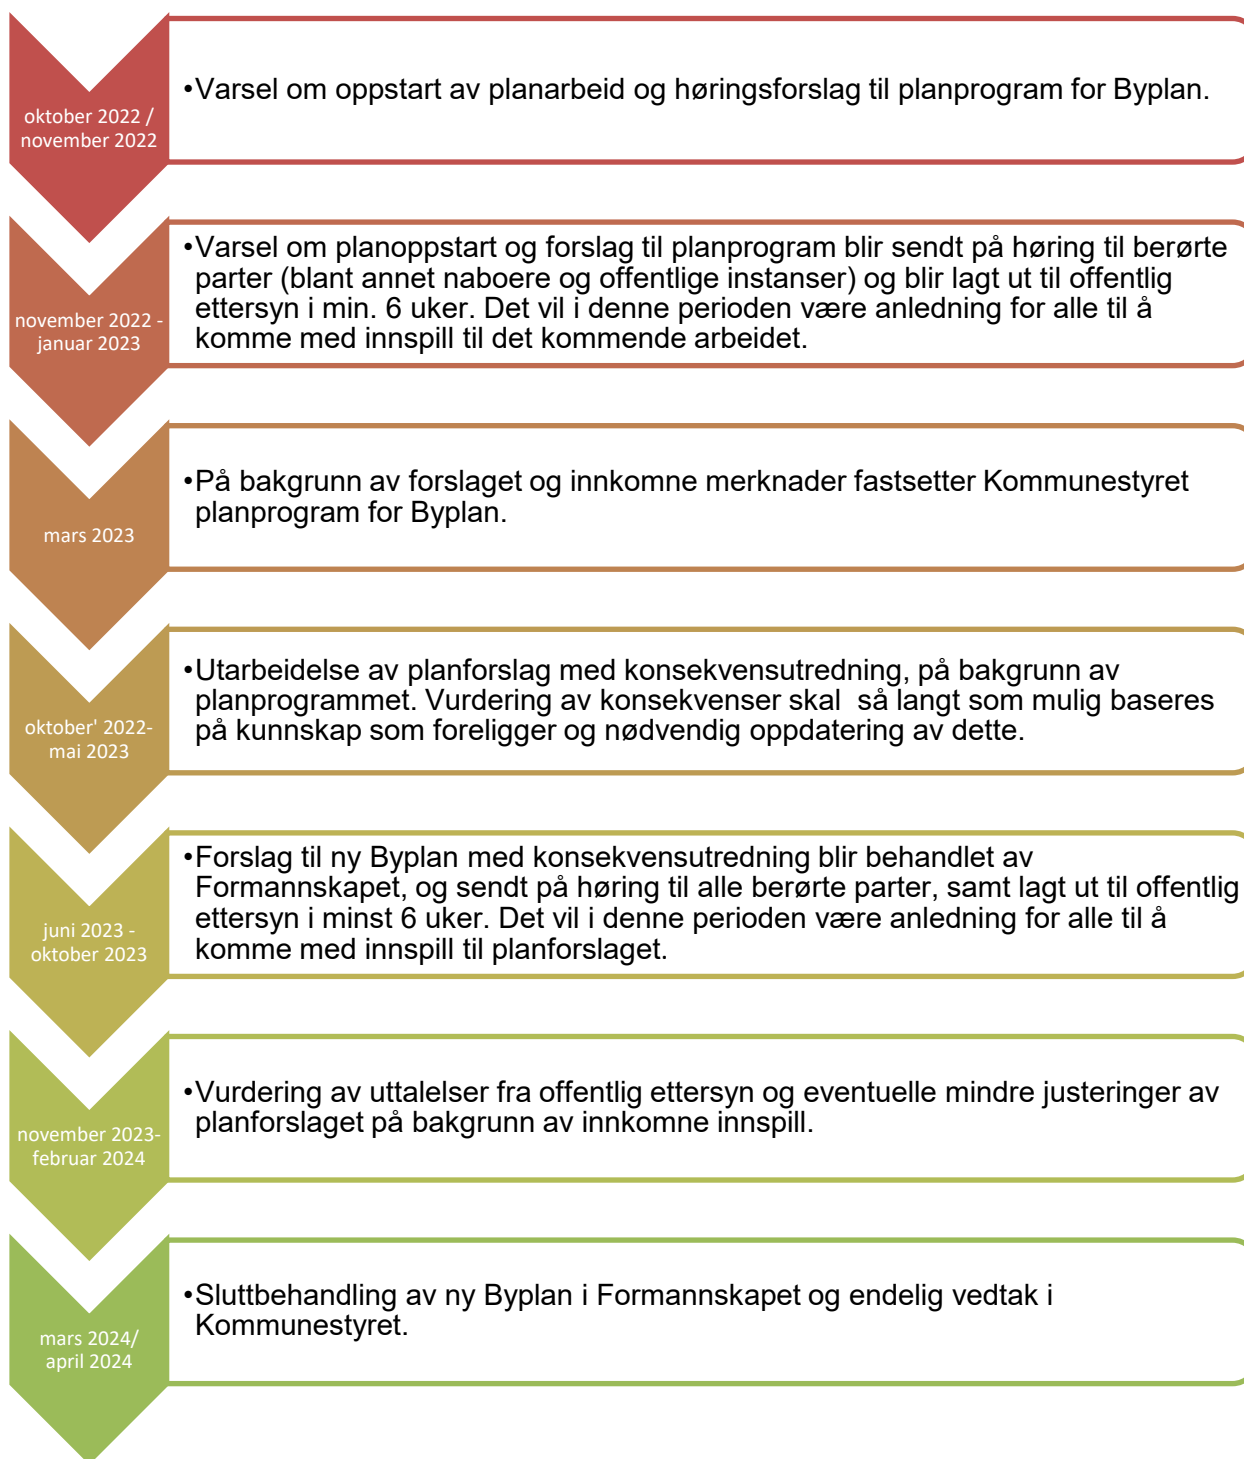 oktober 2022 /
november 2022
•Varsel om oppstart av planarbeid og høringsforslag til planprogram for Byplan.
november 2022 -
januar 2023
•Varsel om planoppstart og forslag til planprogram blir sendt på høring til berørte
parter (blant annet naboere og offentlige instanser) og blir lagt ut til offentlig
ettersyn i min. 6 uker. Det vil i denne perioden være anledning for alle til å
komme med innspill til det kommende arbeidet.
mars 2023
•På bakgrunn av forslaget og innkomne merknader fastsetter Kommunestyret
planprogram for Byplan.
oktober' 2022-
mai 2023
•Utarbeidelse av planforslag med konsekvensutredning, på bakgrunn av
planprogrammet. Vurdering av konsekvenser skal  så langt som mulig baseres
på kunnskap som foreligger og nødvendig oppdatering av dette.
juni 2023 -
oktober 2023
•Forslag til ny Byplan med konsekvensutredning blir behandlet av
Formannskapet, og sendt på høring til alle berørte parter, samt lagt ut til offentlig
ettersyn i minst 6 uker. Det vil i denne perioden være anledning for alle til å
komme med innspill til planforslaget.
november 2023-
februar 2024
•Vurdering av uttalelser fra offentlig ettersyn og eventuelle mindre justeringer av
planforslaget på bakgrunn av innkomne innspill.
mars 2024/
april 2024
•Sluttbehandling av ny Byplan i Formannskapet og endelig vedtak i
Kommunestyret.